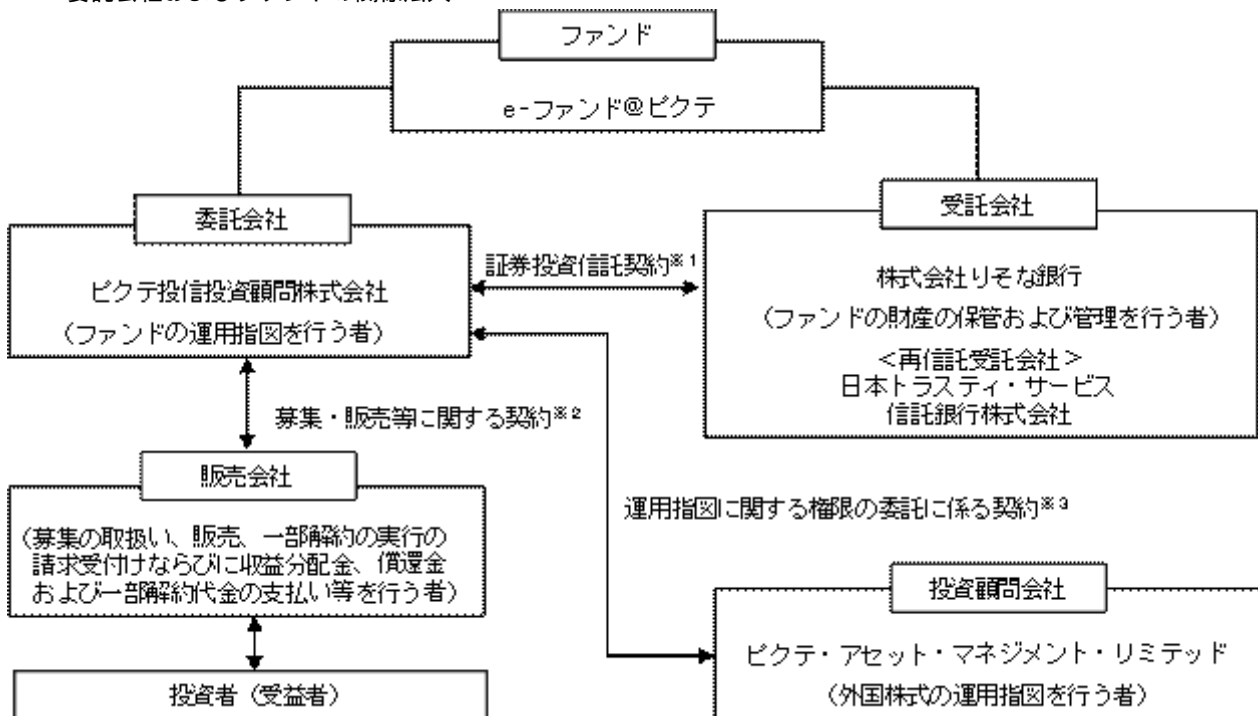 ファンド
e-ファンド@ピクテ
委託会社
ピクテ投信投資顧問株式会社
（ファンドの運用指図を行う者）
証券投資信託契約※1
受託会社
株式会社りそな銀行
（ファンドの財産の保管および管理を行う者）
＜再信託受託会社＞
日本トラスティ・サービス
信託銀行株式会社
募集・販売等に関する契約※2
販売会社
（募集の取扱い、販売、一部解約の実行の
請求受付けならびに収益分配金、償還金
および一部解約代金の支払い等を行う者）
投資者（受益者）
運用指図に関する権限の委託に係る契約※3
投資顧問会社
ピクテ・アセット・マネジメント・リミテッド
（外国株式の運用指図を行う者）